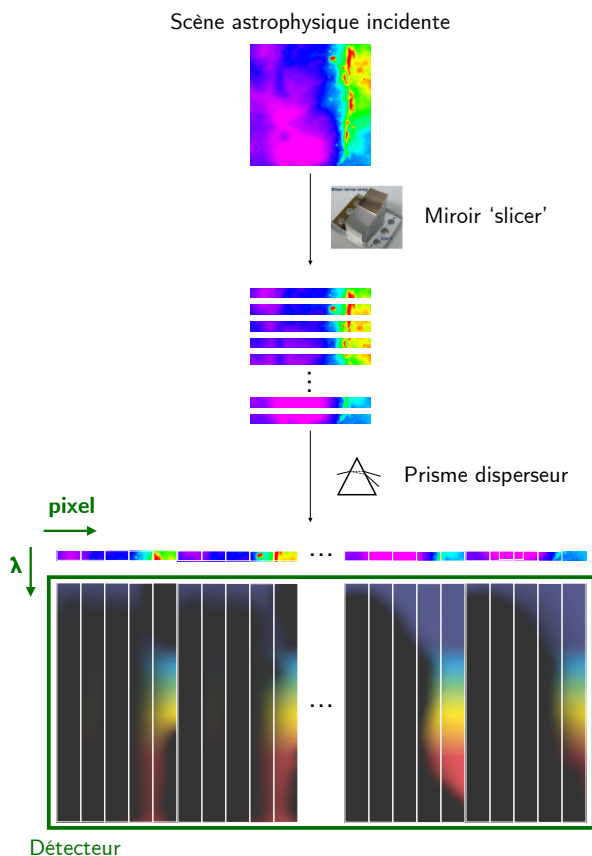 Scène astrophysique incidente
Miroir ‘slicer’
Prisme disperseur
pixel
λ
Détecteur